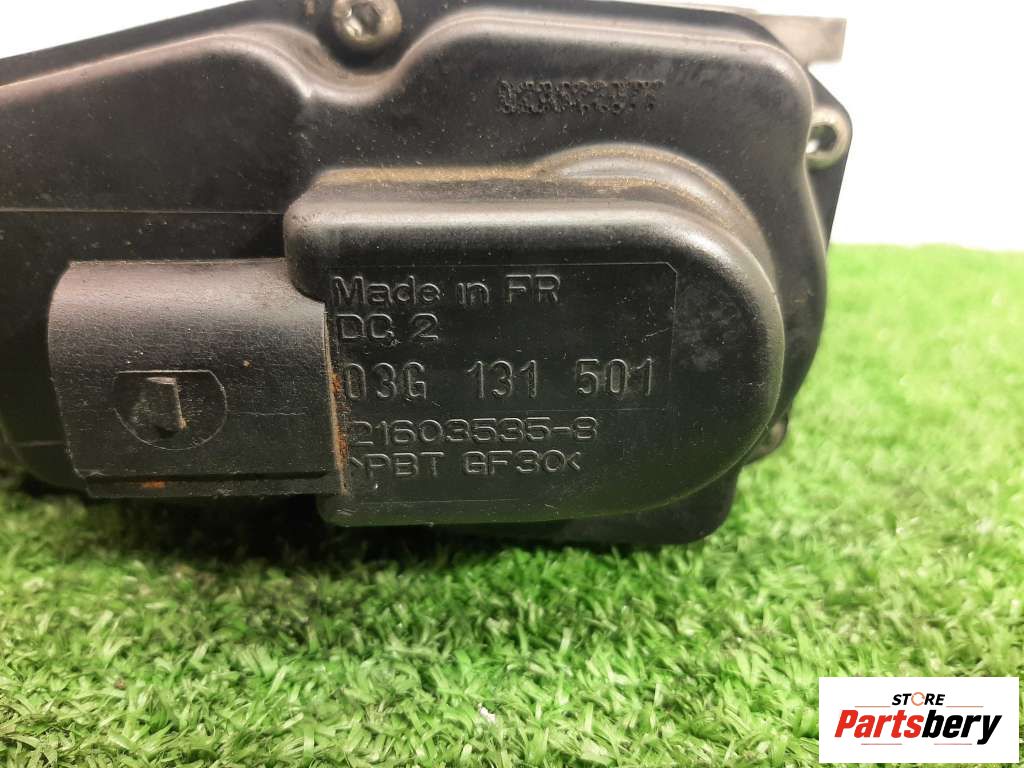 Made in FR
DC 2
03G 131 501
21603535-8
>PBT GF30<
STORE
Partsbery